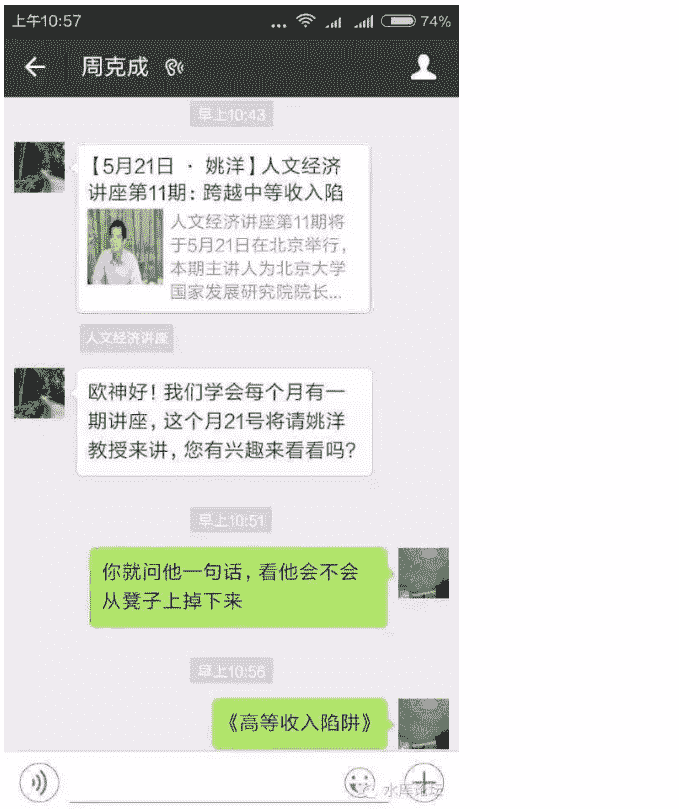 上午10:57
... 74%
周克成
早上10:43
【5月21日 · 姚洋】人文经济
讲座第11期：跨越中等收入陷
人文经济讲座第11期将
于5月21日在北京举行，
本期主讲人为北京大学
国家发展研究院院长...
人文经济讲座
欧神好！我们学会每个月有一
期讲座，这个月21号将请姚洋
教授来讲，您有兴趣来看看吗?
早上10:51
你就问他一句话，看他会不会
从凳子上掉下来
早上10:56
《高等收入陷阱》
水库论坛